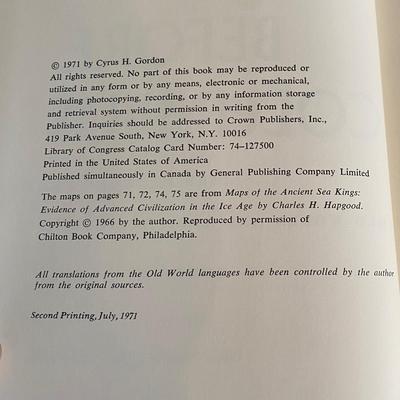 © 1971 by Cyrus H. Gordon
All rights reserved. No part of this book may be reproduced or
utilized in any form or by any means, electronic or mechanical,
including photocopying, recording, or by any information storage
and retrieval system without permission in writing from the
Publisher. Inquiries should be addressed to Crown Publishers, Inc.,
419 Park Avenue South, New York, N.Y. 10016
Library of Congress Catalog Card Number: 74–127500
Printed in the United States of America
Published simultaneously in Canada by General Publishing Company Limited
The maps on pages 71, 72, 74, 75 are from Maps of the Ancient Sea Kings:
Evidence of Advanced Civilization in the Ice Age by Charles H. Hapgood.
Copyright © 1966 by the author. Reproduced by permission of
Chilton Book Company, Philadelphia.
All translations from the Old World languages have been controlled by the author
from the original sources.
Second Printing, July, 1971